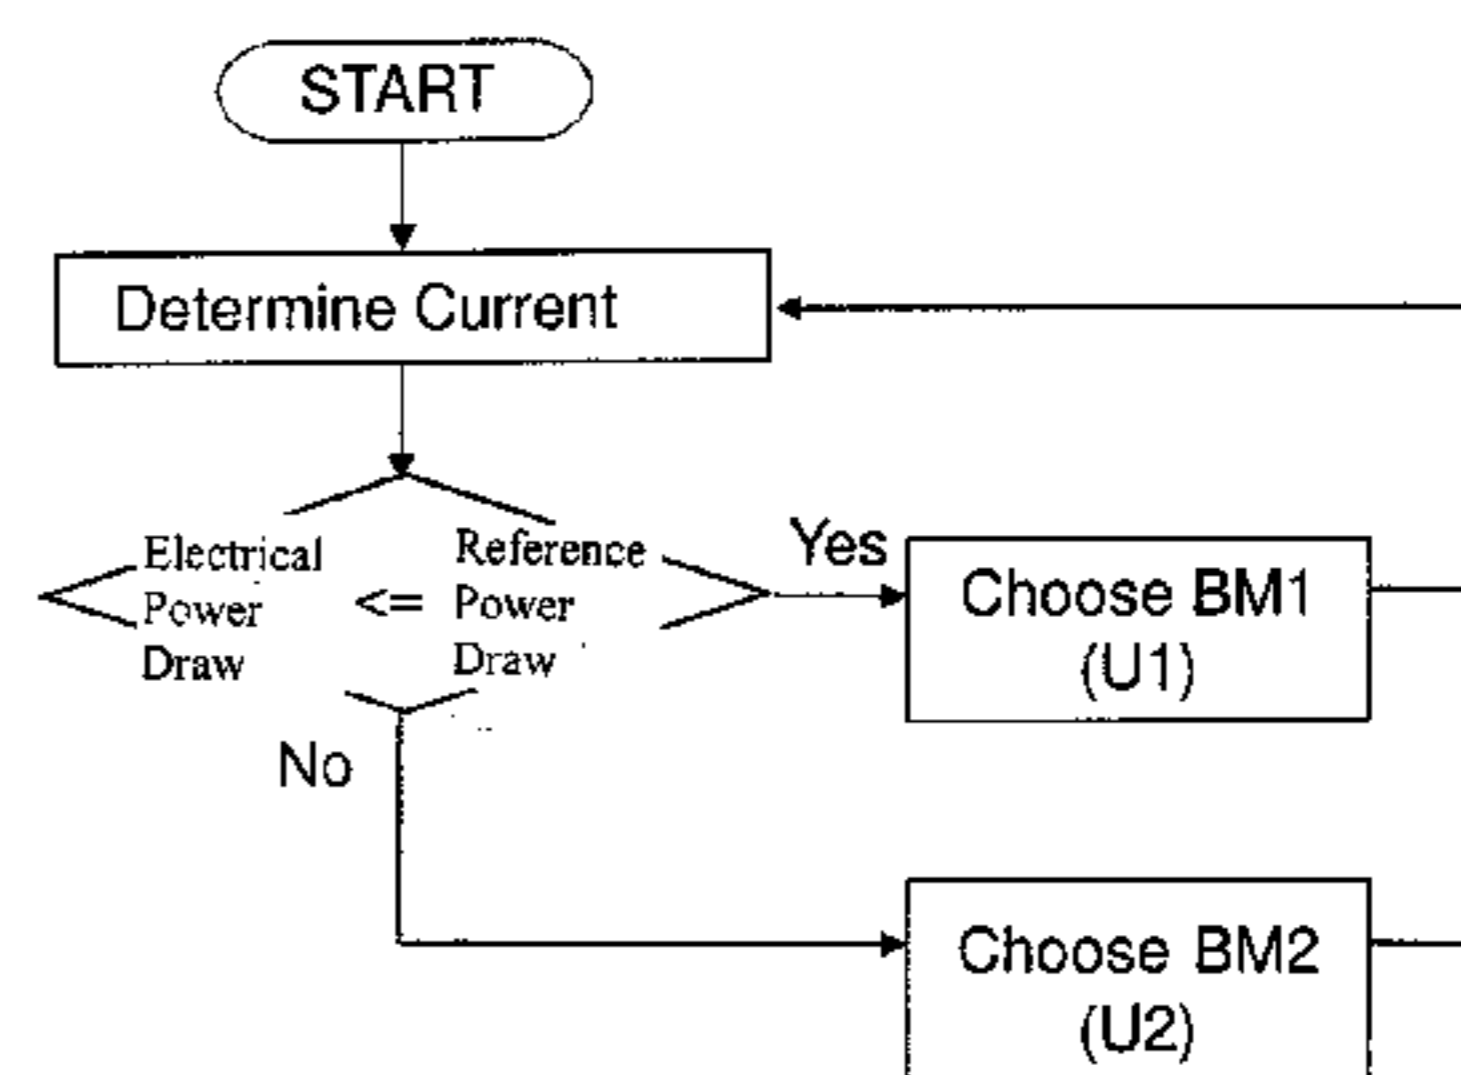 START
Determine Current
Electrical
Power
Draw
<=
Reference
Power
Draw
Yes
Choose BM1
(U1)
No
Choose BM2
(U2)